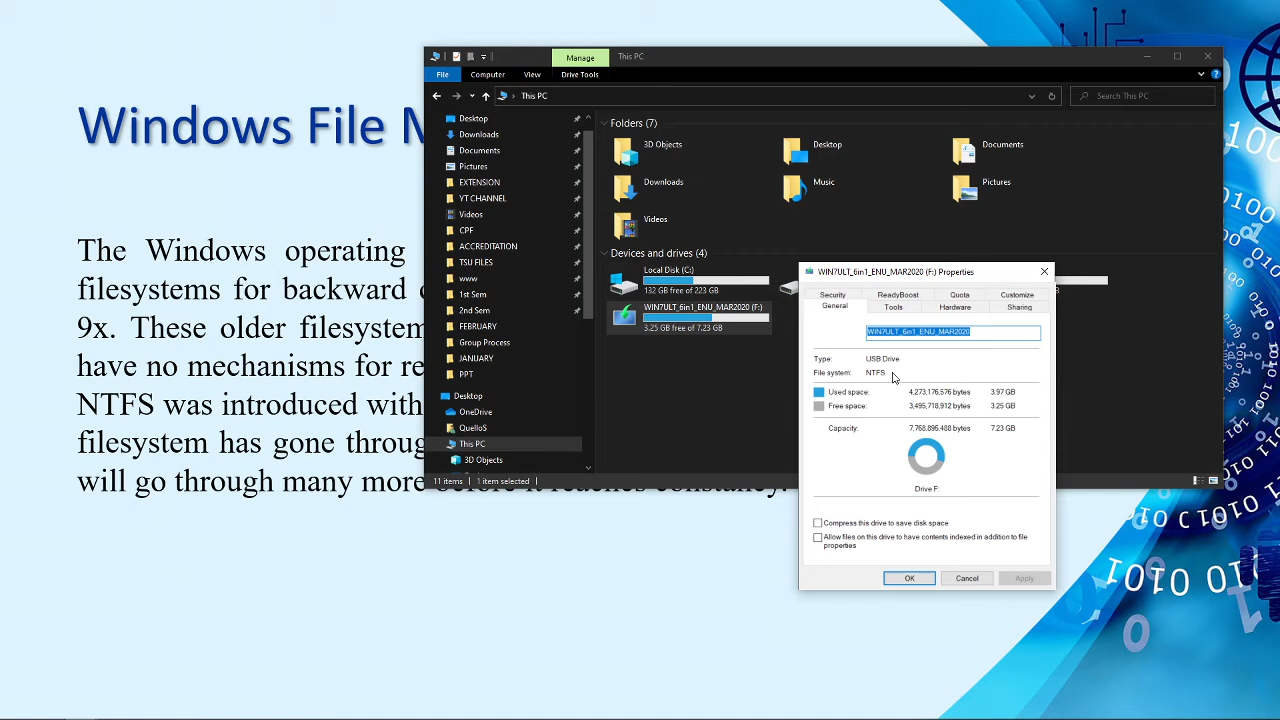 Windows File M
The Windows operating
filesystems for backward
9x. These older filesystem
have no mechanisms for re
NTFS was introduced with
filesystem has gone throug
will go through many more before it reaches constancy.
Manage
This PC
File
Computer
View
Drive Tools
This PC
Search This PC
Desktop
Downloads
Documents
Pictures
EXTENSION
YT CHANNEL
Videos
CPF
ACCREDITATION
TSU FILES
www
1st Sem
2nd Sem
FEBRUARY
Group Process
JANUARY
PPT
Desktop
OneDrive
QuelloS
This PC
3D Objects
Folders (7)
3D Objects
Desktop
Documents
Downloads
Music
Pictures
Videos
Devices and drives (4)
Local Disk (C:)
132 GB free of 223 GB
WIN7ULT_6in1_ENU_MAR2020 (F:)
3.25 GB free of 7.23 GB
11 items
1 item selected
WIN7ULT_6in1_ENU_MAR2020 (F:) Properties
Security
ReadyBoost
Quota
Customize
General
Tools
Hardware
Sharing
WIN7ULT_6in1_ENU_MAR2020
Type: USB Drive
File system: NTFS
Used space: 4,273,176,576 bytes 3.97 GB
Free space: 3,495,718,912 bytes 3.25 GB
Capacity: 7,768,895,488 bytes 7.23 GB
Drive F:
Compress this drive to save disk space
Allow files on this drive to have contents indexed in addition to file
properties
OK
Cancel
Apply